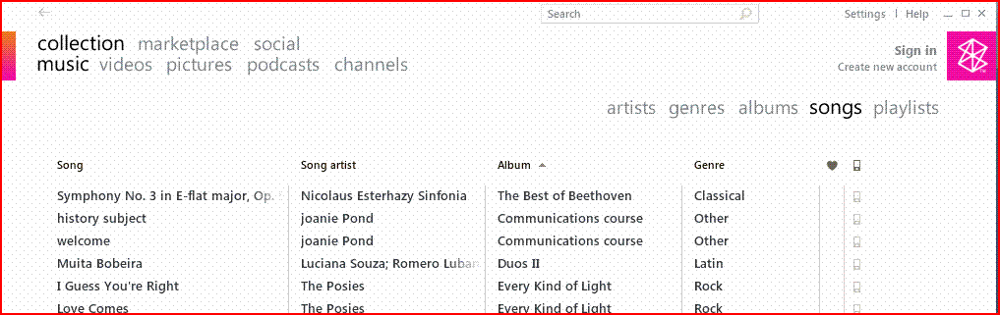 Search Settings | Help
collection marketplace social
music videos pictures podcasts channels
Sign in
Create new account
artists genres albums songs playlists
Song Song artist Album Genre
Symphony No. 3 in E-flat major, Op. Nicolaus Esterhazy Sinfonia The Best of Beethoven Classical
history subject joanie Pond Communications course Other
welcome joanie Pond Communications course Other
Muita Bobeira Luciana Souza; Romero Luban Duos II Latin
I Guess You're Right The Posies Every Kind of Light Rock
Love Comes The Posies Every Kind of Light Rock